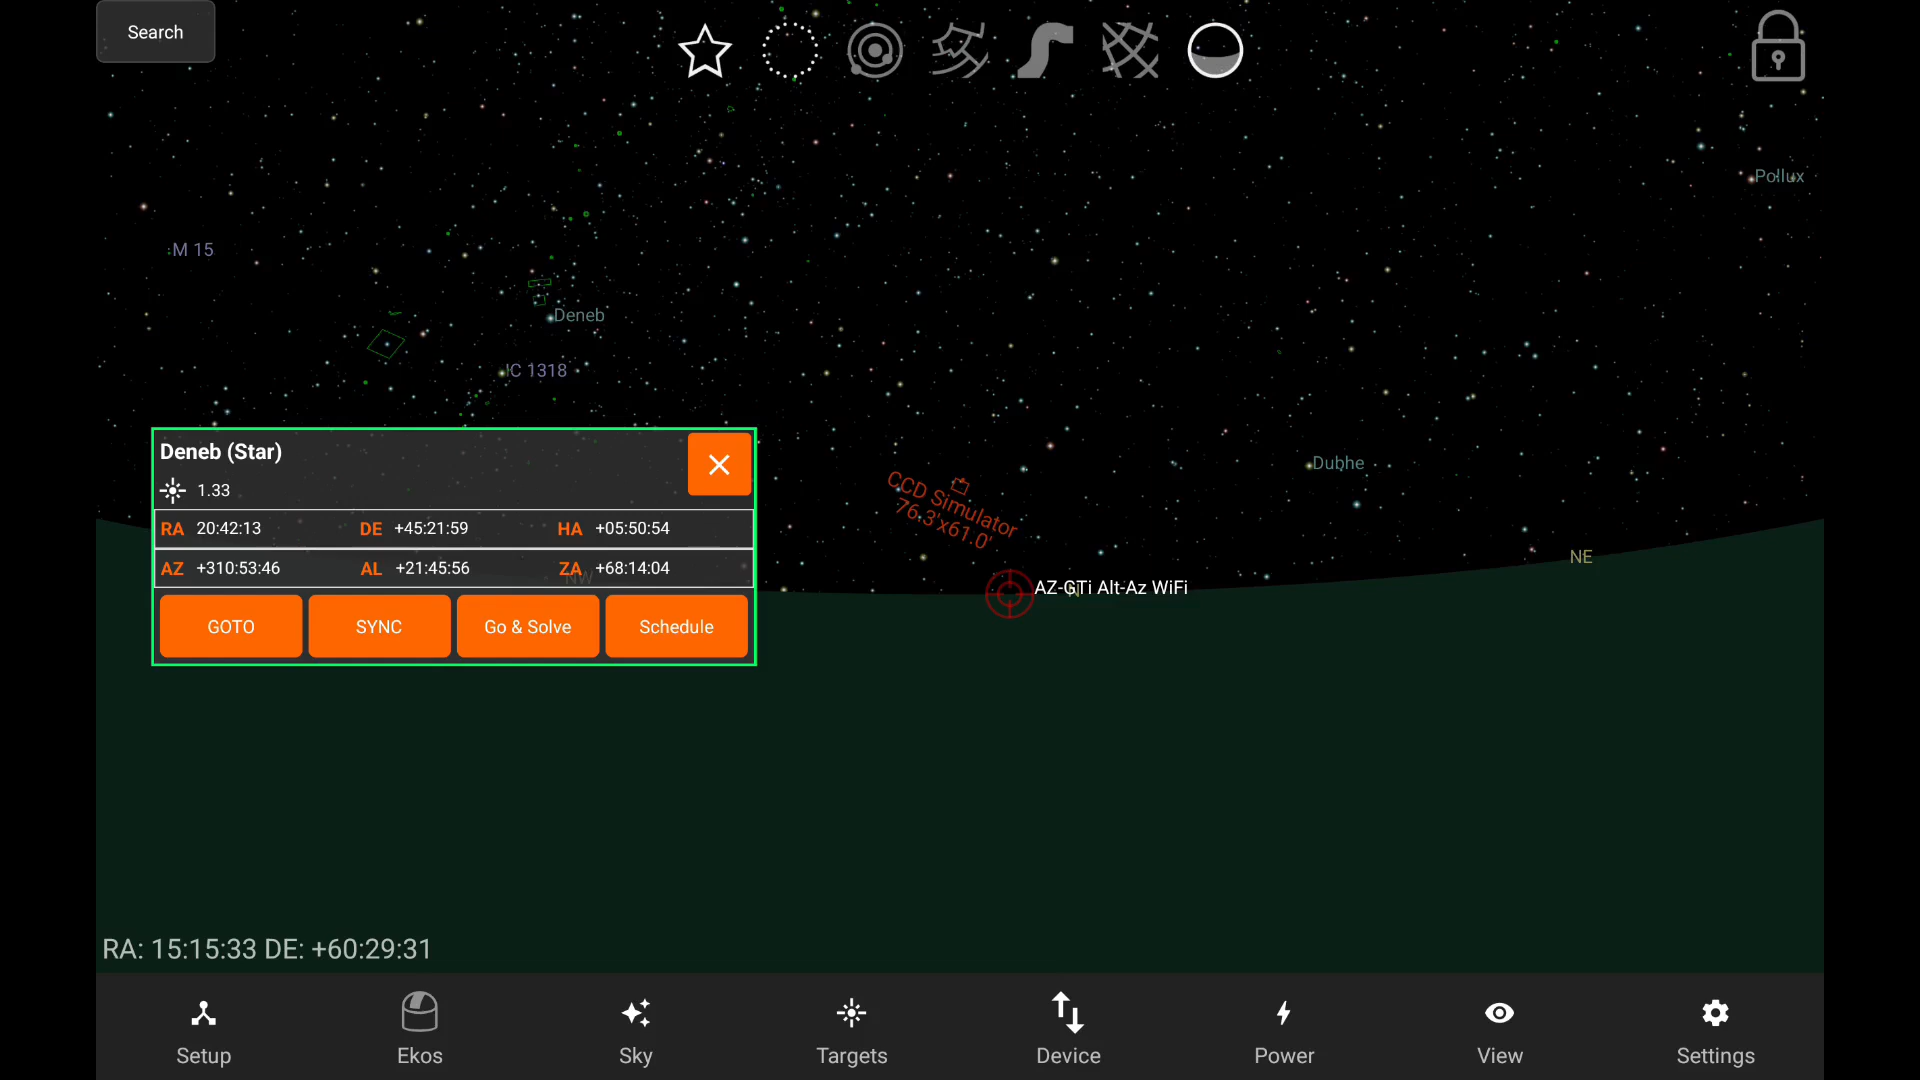 Search
Pollux
M 15
Deneb
IC 1318
Deneb (Star)
1.33
RA 20:42:13 DE +45:21:59 HA +05:50:54
AZ +310:53:46 AL +21:45:56 ZA +68:14:04
NW
GOTO SYNC Go & Solve Schedule
Dubhe
CCD Simulator
76.3'x61.0'
NE
AZ-GTi Alt-Az WiFi
N
RA: 15:15:33 DE: +60:29:31
Setup Ekos Sky Targets Device Power View Settings